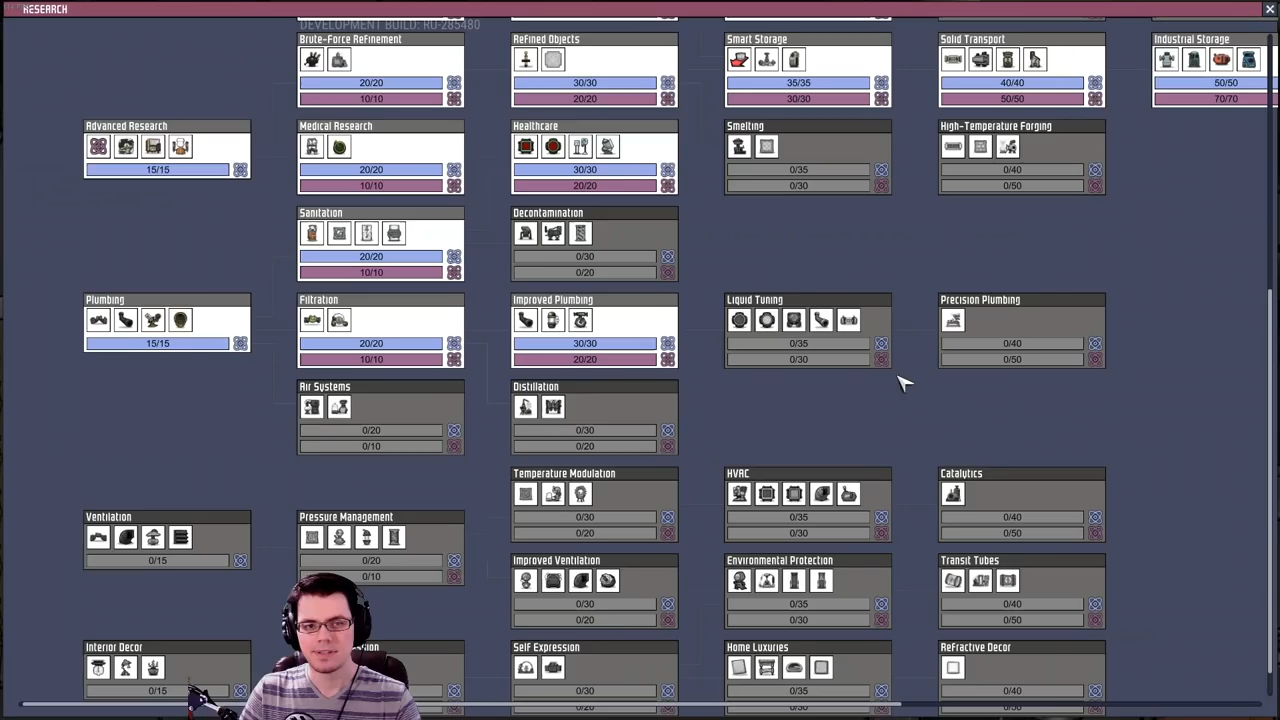 RESEARCH
DEVELOPMENT BUILD: RU-285480
Brute-Force Refinement
Refined Objects
Smart Storage
Solid Transport
Industrial Storage
20/20
30/30
35/35
40/40
50/50
10/10
20/20
30/30
50/50
70/70
Advanced Research
Medical Research
Healthcare
Smelting
High-Temperature Forging
15/15
20/20
30/30
0/35
0/40
10/10
20/20
0/30
0/50
Sanitation
Decontamination
20/20
0/30
10/10
0/20
Plumbing
Filtration
Improved Plumbing
Liquid Tuning
Precision Plumbing
15/15
20/20
30/30
0/35
0/40
10/10
20/20
0/30
0/50
Air Systems
Distillation
0/20
0/30
0/10
0/20
Temperature Modulation
HVAC
Catalytics
0/30
0/35
0/40
0/20
0/30
0/50
Ventilation
Pressure Management
0/15
0/20
0/10
Improved Ventilation
Environmental Protection
Transit Tubes
0/30
0/35
0/40
0/20
0/30
0/50
Interior Decor
Self Expression
Home Luxuries
Refractive Decor
0/15
0/30
0/35
0/40
0/20
0/30
0/50